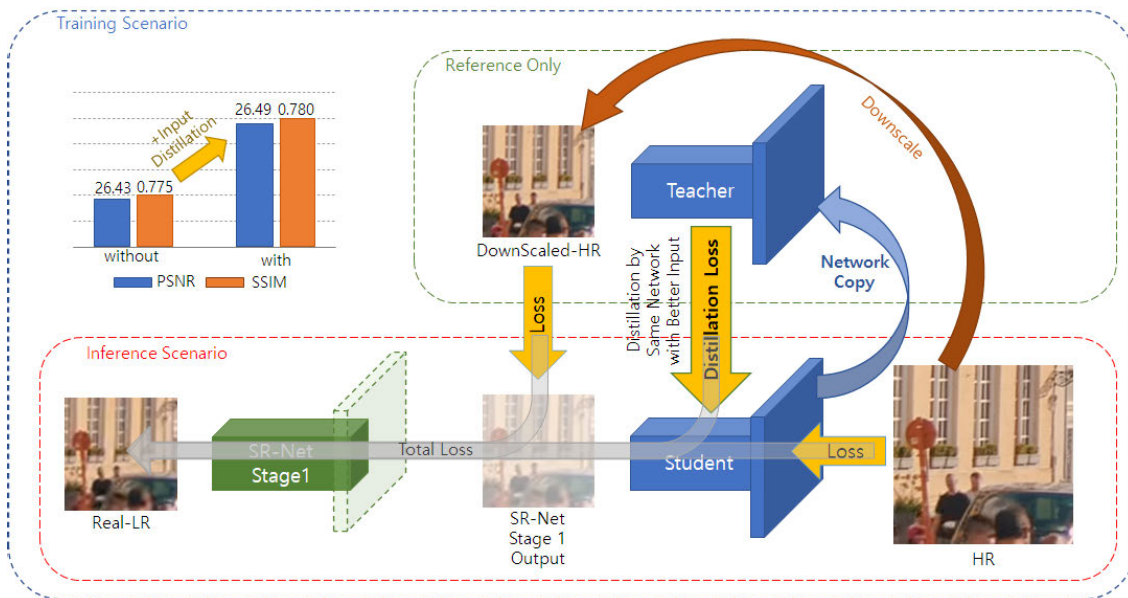 Training Scenario
Reference Only
26.43 0.775
+Input
Distillation
26.49 0.780
without
with
PSNR
SSIM
DownScaled-HR
Teacher
Downscale
Network
Copy
Loss
Distillation by
Same Network
with Better Input
Distillation Loss
Inference Scenario
Real-LR
SR-Net
Stage1
Total Loss
SR-Net
Stage 1
Output
Student
Loss
HR